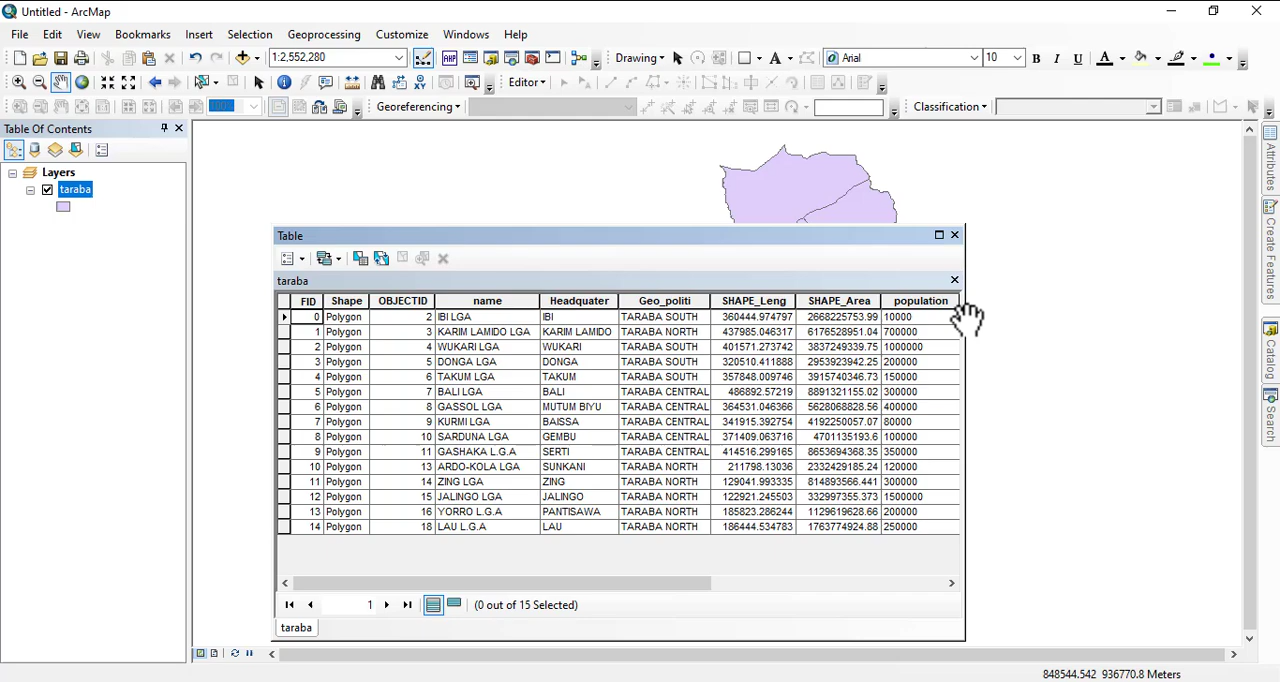 Untitled - ArcMap
File Edit View Bookmarks Insert Selection Geoprocessing Customize Windows Help
1:2,552,280 Drawing Arial 10 B I U A
Editor
Georeferencing Classification
Table Of Contents
Layers
taraba
Table
taraba
FID Shape OBJECTID name Headquater Geo_politi SHAPE_Leng SHAPE_Area population
0 Polygon 2 IBI LGA IBI TARABA SOUTH 360444.974797 2668225753.99 10000
1 Polygon 3 KARIM LAMIDO LGA KARIM LAMIDO TARABA NORTH 437985.046317 6176528951.04 700000
2 Polygon 4 WUKARI LGA WUKARI TARABA SOUTH 401571.273742 3837249339.75 1000000
3 Polygon 5 DONGA LGA DONGA TARABA SOUTH 320510.411888 2953923942.25 200000
4 Polygon 6 TAKUM LGA TAKUM TARABA SOUTH 357848.009746 3915740346.73 150000
5 Polygon 7 BALI LGA BALI TARABA CENTRAL 486892.57219 8891321155.02 300000
6 Polygon 8 GASSOL LGA MUTUM BIYU TARABA CENTRAL 364531.046366 5628068828.56 400000
7 Polygon 9 KURMI LGA BAISSA TARABA CENTRAL 341915.392754 4192250057.07 80000
8 Polygon 10 SARDUNA LGA GEMBU TARABA CENTRAL 371409.063716 4701135193.6 100000
9 Polygon 11 GASHAKA L.G.A SERTI TARABA CENTRAL 414516.299165 8653694368.35 350000
10 Polygon 13 ARDO-KOLA LGA SUNKANI TARABA NORTH 211798.13036 2332429185.24 120000
11 Polygon 14 ZING LGA ZING TARABA NORTH 129041.993335 814893566.441 300000
12 Polygon 15 JALINGO LGA JALINGO TARABA NORTH 122921.245503 332997355.373 1500000
13 Polygon 16 YORRO L.G.A PANTISAWA TARABA NORTH 185823.286244 1129619628.66 200000
14 Polygon 18 LAU L.G.A LAU TARABA NORTH 186444.534783 1763774924.88 250000
1 (0 out of 15 Selected)
taraba
Attributes
Create Features
Catalog
Search
848544.542 936770.8 Meters